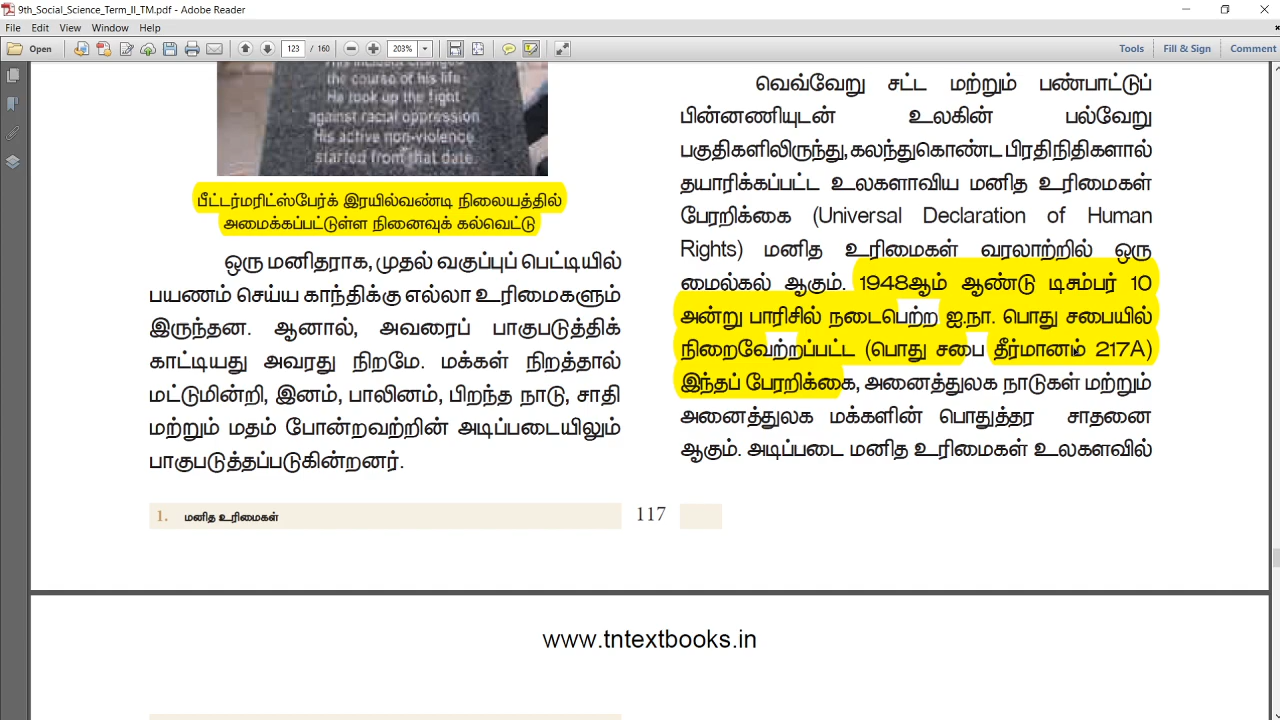 9th_Social_Science_Term_II_TM.pdf - Adobe Reader
File Edit View Window Help
Open 123 / 160 203% Tools Fill & Sign Comment
This incident changed
the course of his life.
He took up the fight
against racial oppression
His active non-violence
started from that date.
பீட்டர்மரிட்ஸ்பேர்க் இரயில்வண்டி நிலையத்தில்
அமைக்கப்பட்டுள்ள நினைவுக் கல்வெட்டு
ஒரு மனிதராக, முதல் வகுப்புப் பெட்டியில்
பயணம் செய்ய காந்திக்கு எல்லா உரிமைகளும்
இருந்தன. ஆனால், அவரைப் பாகுபடுத்திக்
காட்டியது அவரது நிறமே. மக்கள் நிறத்தால்
மட்டுமின்றி, இனம், பாலினம், பிறந்த நாடு, சாதி
மற்றும் மதம் போன்றவற்றின் அடிப்படையிலும்
பாகுபடுத்தப்படுகின்றனர்.
வெவ்வேறு சட்ட மற்றும் பண்பாட்டுப்
பின்னணியுடன் உலகின் பல்வேறு
பகுதிகளிலிருந்து,கலந்துகொண்ட பிரதிநிதிகளால்
தயாரிக்கப்பட்ட உலகளாவிய மனித உரிமைகள்
பேரறிக்கை (Universal Declaration of Human
Rights) மனித உரிமைகள் வரலாற்றில் ஒரு
மைல்கல் ஆகும். 1948ஆம் ஆண்டு டிசம்பர் 10
அன்று பாரிசில் நடைபெற்ற ஐ.நா. பொது சபையில்
நிறைவேற்றப்பட்ட (பொது சபை தீர்மானம் 217A)
இந்தப் பேரறிக்கை, அனைத்துலக நாடுகள் மற்றும்
அனைத்துலக மக்களின் பொதுத்தர சாதனை
ஆகும். அடிப்படை மனித உரிமைகள் உலகளவில்
1. மனித உரிமைகள்
117
www.tntextbooks.in